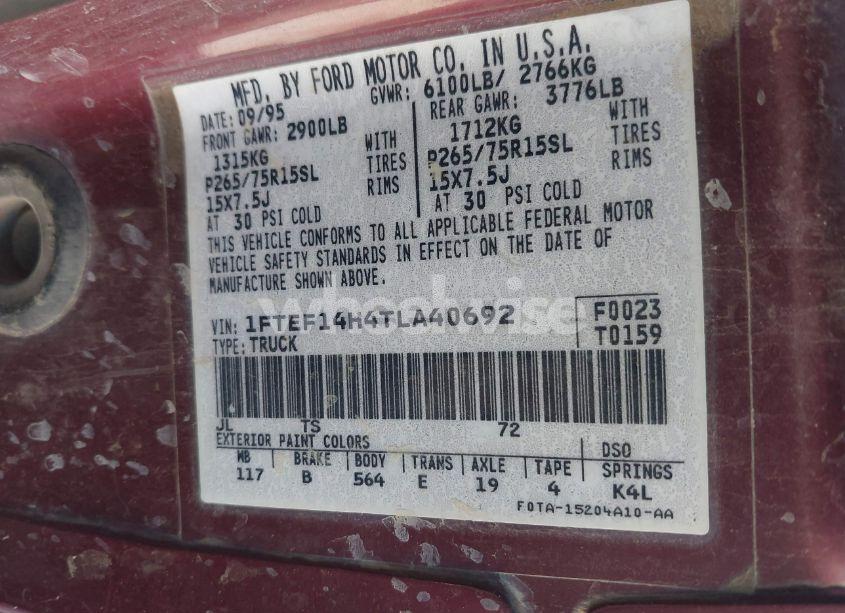 MFD. BY FORD MOTOR CO. IN U.S.A.
DATE: 09/95 GVWR: 6100LB/ 2766KG
FRONT GAWR: 2900LB REAR GAWR: 3776LB
1315KG WITH 1712KG WITH
P265/75R15SL TIRES P265/75R15SL TIRES
15X7.5J RIMS 15X7.5J RIMS
AT 30 PSI COLD AT 30 PSI COLD
THIS VEHICLE CONFORMS TO ALL APPLICABLE FEDERAL MOTOR
VEHICLE SAFETY STANDARDS IN EFFECT ON THE DATE OF
MANUFACTURE SHOWN ABOVE.
wheelwise
VIN: 1FTEF14H4TLA40692 F0023
TYPE: TRUCK T0159
JL TS 72
EXTERIOR PAINT COLORS DSO
WB BRAKE BODY TRANS AXLE TAPE SPRINGS
117 B 564 E 19 4 K4L
F0TA-15204A10-AA